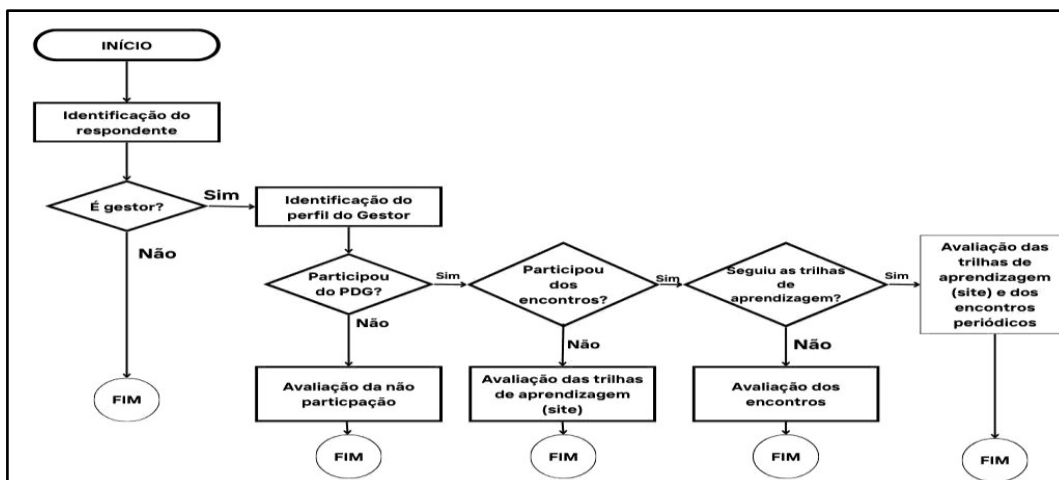 INÍCIO
Identificação do
respondente
É gestor?
Sim
Não
FIM
Identificação do
perfil do Gestor
Participou
do PDG?
Sim
Não
Avaliação da não
particpação
FIM
Participou
dos
encontros?
Sim
Não
Avaliação das trilhas
de aprendizagem
(site)
FIM
Seguiu as trilhas
de
aprendizagem?
Sim
Não
Avaliação dos
encontros
FIM
Avaliação das
trilhas de
aprendizagem
(site) e dos
encontros
periódicos
FIM